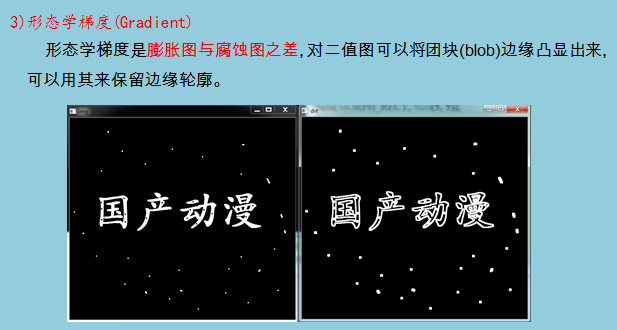 3)形态学梯度(Gradient)
形态学梯度是膨胀图与腐蚀图之差,对二值图可以将团块(blob)边缘凸显出来,
可以用其来保留边缘轮廓。
dst
国产动漫
国产动漫